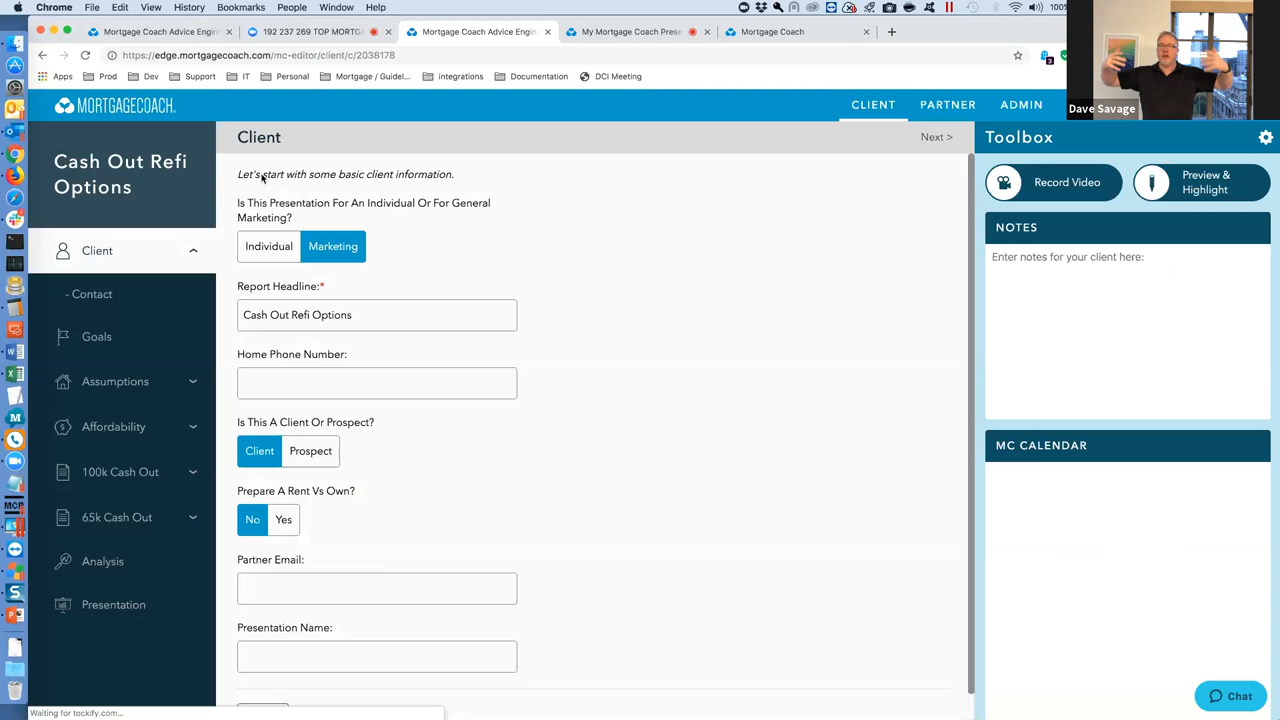 Chrome File Edit View History Bookmarks People Window Help
Mortgage Coach Advice Engin
192 237 269 TOP MORTG
Mortgage Coach Advice Engin
My Mortgage Coach Prese
Mortgage Coach
https://edge.mortgagecoach.com/mc-editor/client/c/2038178
Apps Prod Dev Support IT Personal Mortgage / Guidel... integrations Documentation DCI Meeting
Dave Savage
MORTGAGECOACH
CLIENT PARTNER ADMIN
Cash Out Refi
Options
Client
- Contact
Goals
Assumptions
Affordability
100k Cash Out
65k Cash Out
Analysis
Presentation
Client
Next >
Let's start with some basic client information.
Is This Presentation For An Individual Or For General
Marketing?
Individual Marketing
Report Headline:*
Cash Out Refi Options
Home Phone Number:
Is This A Client Or Prospect?
Client Prospect
Prepare A Rent Vs Own?
No Yes
Partner Email:
Presentation Name:
Toolbox
Record Video
Preview &
Highlight
NOTES
Enter notes for your client here:
MC CALENDAR
Chat
Waiting for tockify.com...